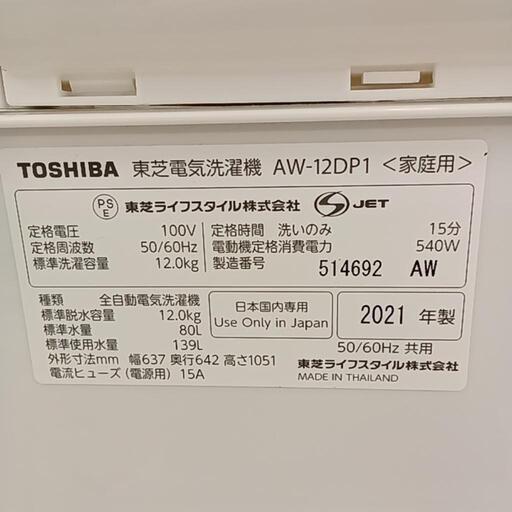 TOSHIBA 東芝電気洗濯機 AW-12DP1 <家庭用>
PSE 東芝ライフスタイル株式会社 S JET
定格電圧 100V
定格周波数 50/60Hz
標準洗濯容量 12.0kg
定格時間 洗いのみ 15分
電動機定格消費電力 540W
製造番号 514692 AW
種類 全自動電気洗濯機
標準脱水容量 12.0kg
標準水量 80L
標準使用水量 139L
外形寸法mm 幅637 奥行642 高さ1051
電流ヒューズ (電源用) 15A
日本国内専用
Use Only in Japan
2021 年製
50/60Hz 共用
東芝ライフスタイル株式会社
MADE IN THAILAND